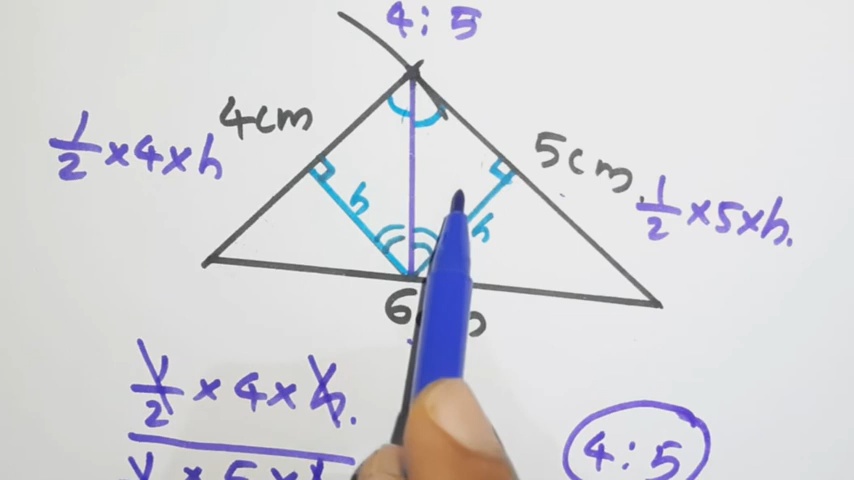 4:5
4cm
5cm
1/2 ×4×h
1/2 ×5×h.
h
h
6
1/2 × 4 × h.
4:5